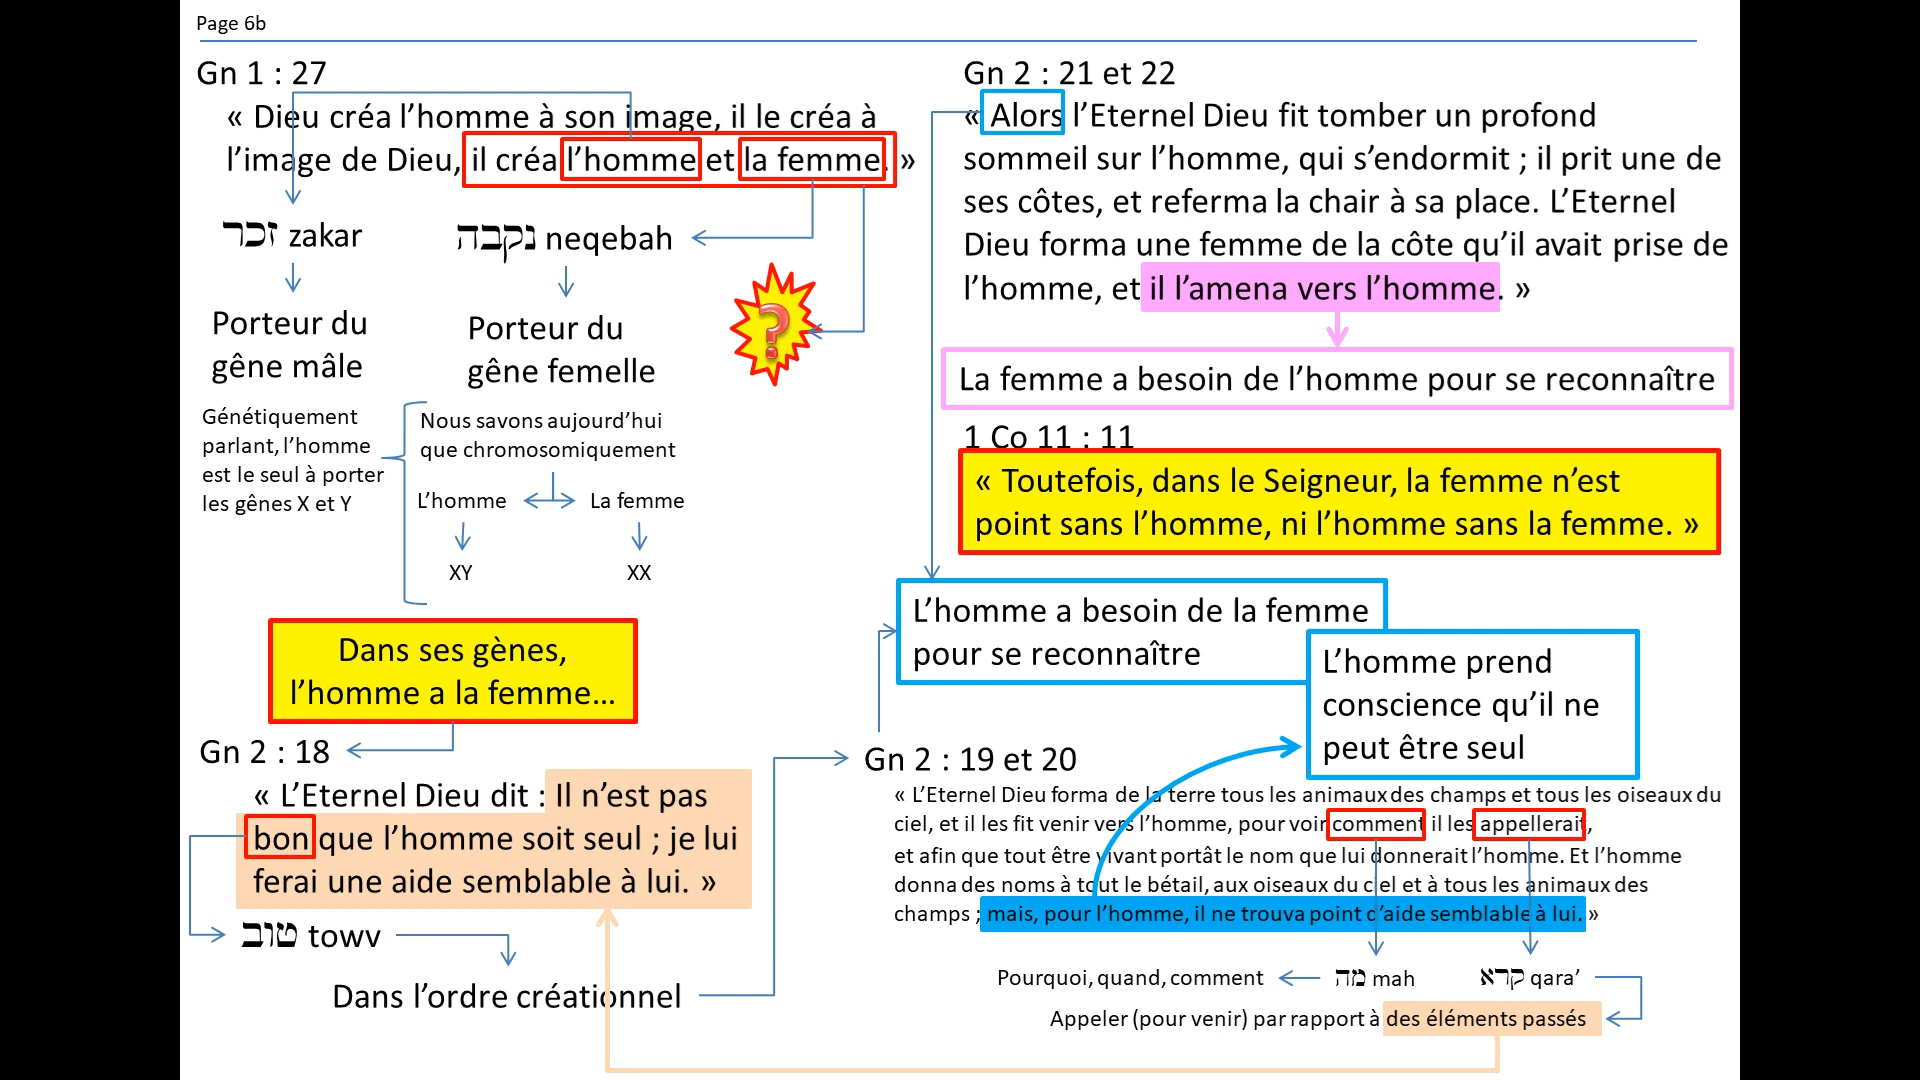 Page 6b
Gn 1 : 27
« Dieu créa l’homme à son image, il le créa à
l’image de Dieu, il créa l’homme et la femme. »
זכר zakar
נקבה neqebah
Porteur du
gêne mâle
Porteur du
gêne femelle
?
Génétiquement
parlant, l’homme
est le seul à porter
les gênes X et Y
Nous savons aujourd’hui
que chromosomiquement
L’homme
La femme
XY
XX
Dans ses gènes,
l’homme a la femme…
Gn 2 : 18
« L’Eternel Dieu dit : Il n’est pas
bon que l’homme soit seul ; je lui
ferai une aide semblable à lui. »
טוב towv
Dans l’ordre créationnel
Gn 2 : 21 et 22
« Alors l’Eternel Dieu fit tomber un profond
sommeil sur l’homme, qui s’endormit ; il prit une de
ses côtes, et referma la chair à sa place. L’Eternel
Dieu forma une femme de la côte qu’il avait prise de
l’homme, et il l’amena vers l’homme. »
La femme a besoin de l’homme pour se reconnaître
1 Co 11 : 11
« Toutefois, dans le Seigneur, la femme n’est
point sans l’homme, ni l’homme sans la femme. »
L’homme a besoin de la femme
pour se reconnaître
L’homme prend
conscience qu’il ne
peut être seul
Gn 2 : 19 et 20
« L’Eternel Dieu forma de la terre tous les animaux des champs et tous les oiseaux du
ciel, et il les fit venir vers l’homme, pour voir comment il les appellerait,
et afin que tout être vivant portât le nom que lui donnerait l’homme. Et l’homme
donna des noms à tout le bétail, aux oiseaux du ciel et à tous les animaux des
champs ; mais, pour l’homme, il ne trouva point d’aide semblable à lui. »
Pourquoi, quand, comment
מה mah
קרא qara’
Appeler (pour venir) par rapport à des éléments passés